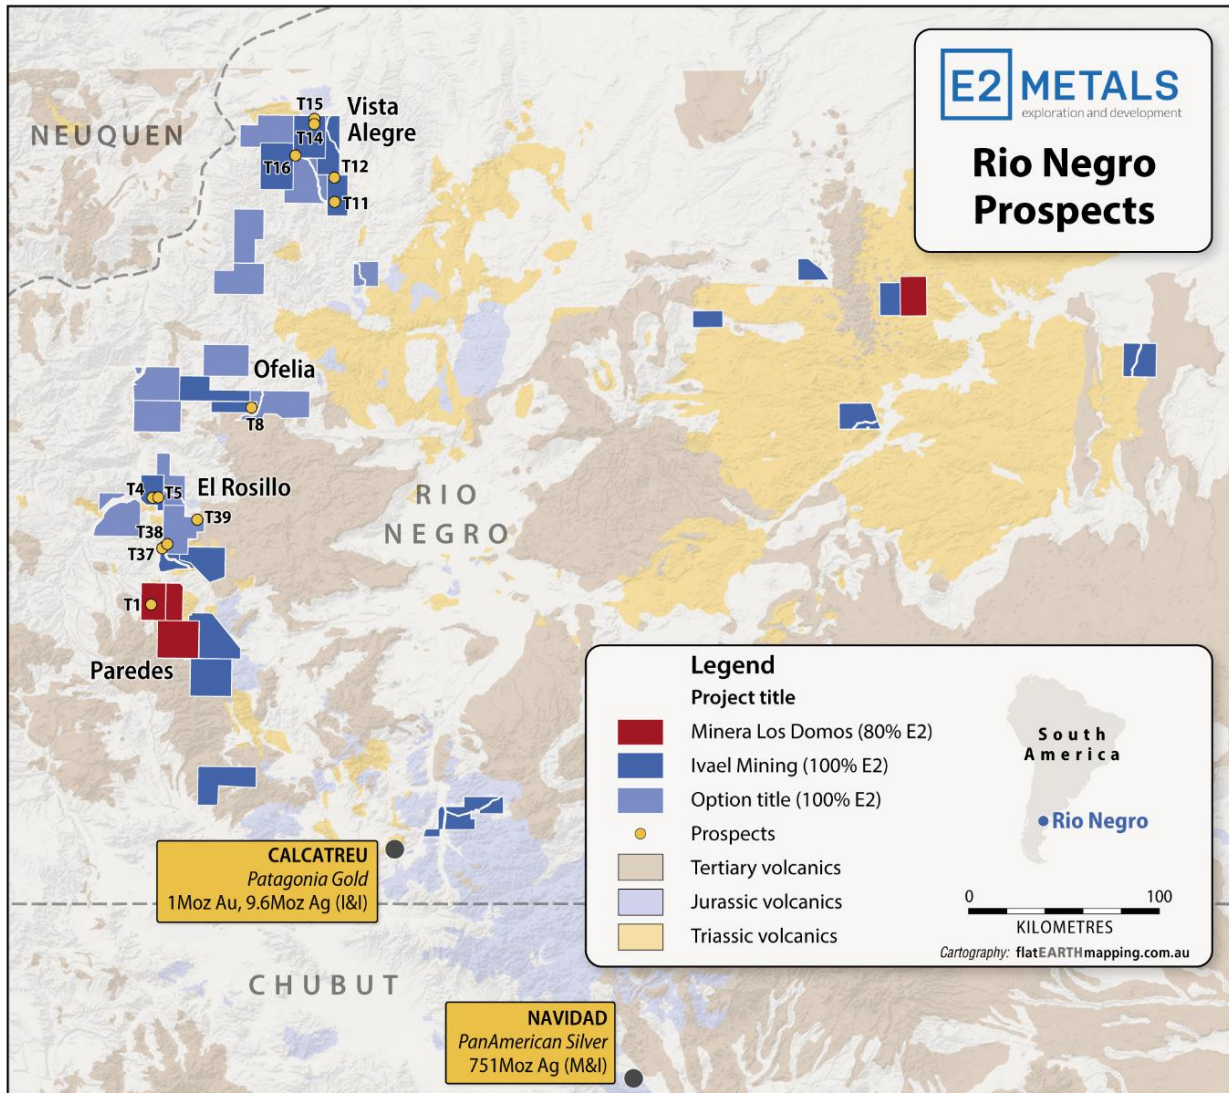 E2 METALS
exploration and development
Rio Negro
Prospects
NEUQUEN
Vista
Alegre
T15
T14
T16
T12
T11
Ofelia
T8
El Rosillo
T4
T5
T39
T38
T37
T1
Paredes
RIO
NEGRO
CALCATREU
Patagonia Gold
1Moz Au, 9.6Moz Ag (I&I)
CHUBUT
NAVIDAD
PanAmerican Silver
751Moz Ag (M&I)
Legend
Project title
Minera Los Domos (80% E2)
Ivael Mining (100% E2)
Option title (100% E2)
Prospects
Tertiary volcanics
Jurassic volcanics
Triassic volcanics
South
America
Rio Negro
0 100
KILOMETRES
Cartography: flatEARTHmapping.com.au